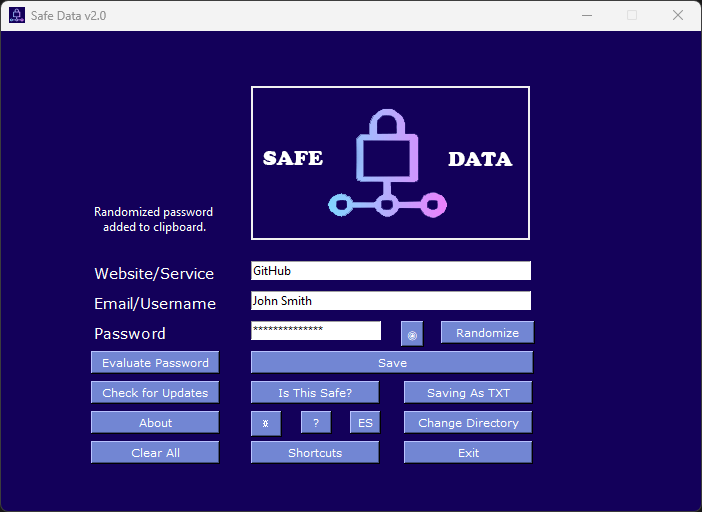 Safe Data v2.0
SAFE
DATA
Randomized password
added to clipboard.
Website/Service
GitHub
Email/Username
John Smith
Password
**************
Randomize
Evaluate Password
Save
Check for Updates
Is This Safe?
Saving As TXT
About
?
ES
Change Directory
Clear All
Shortcuts
Exit